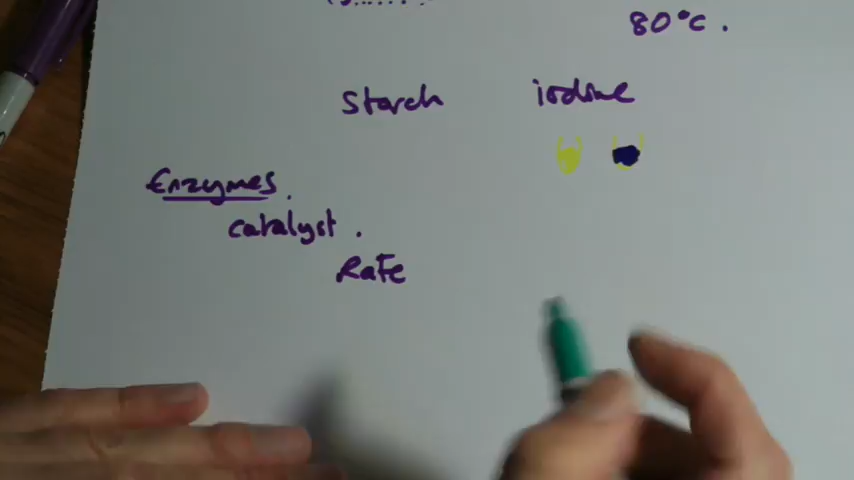 80°c.
starch iodine
Enzymes.
catalyst.
Rate